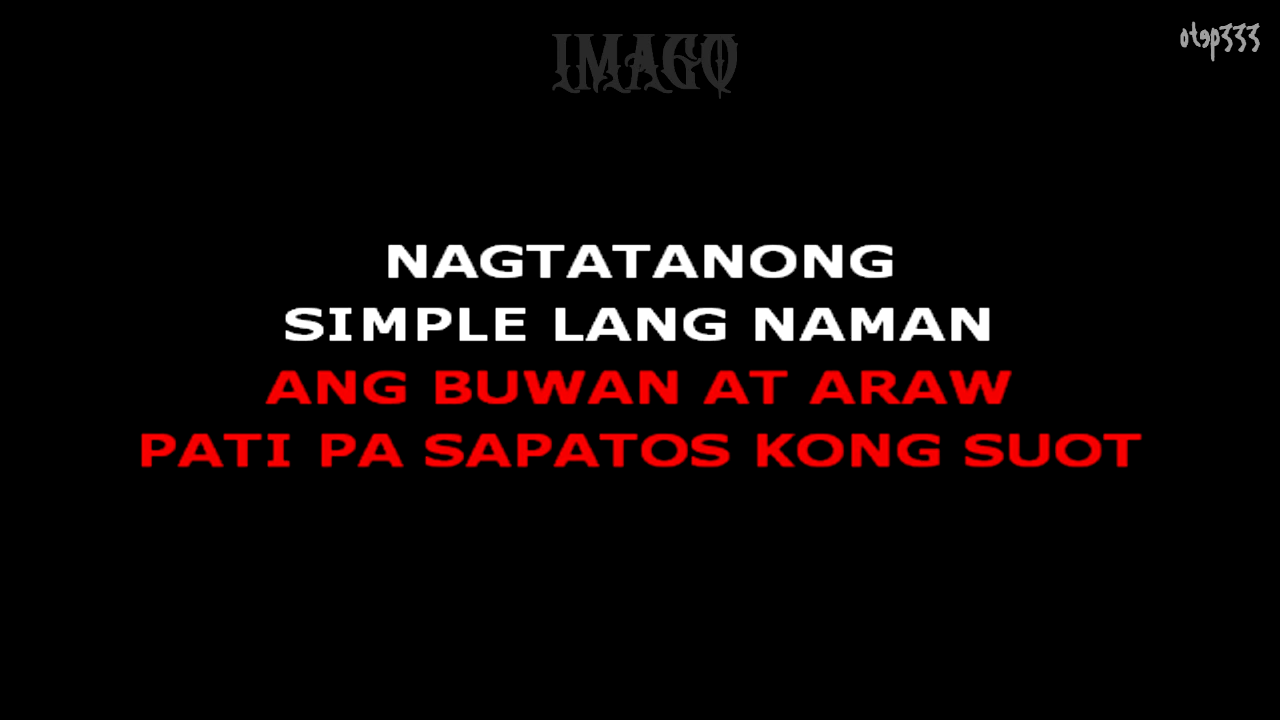 IMAGO
otep333
NAGTATANONG
SIMPLE LANG NAMAN
ANG BUWAN AT ARAW
PATI PA SAPATOS KONG SUOT